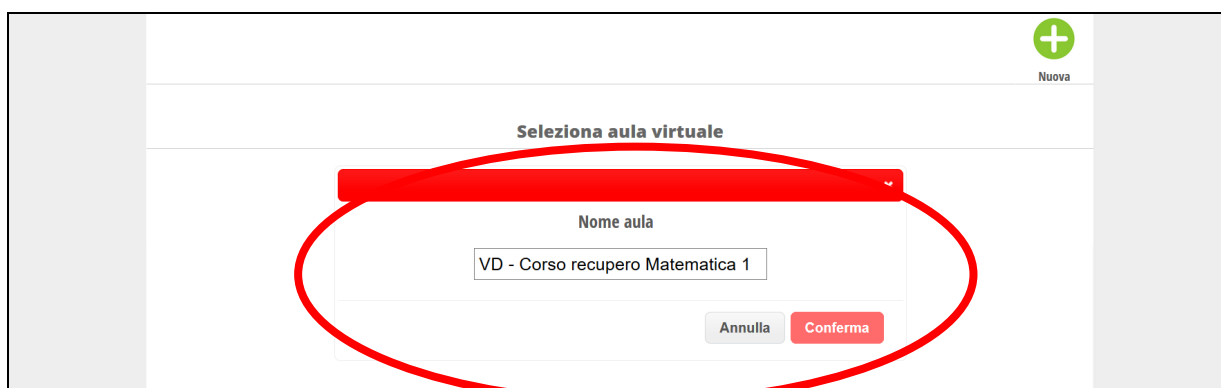 Nuova
Seleziona aula virtuale
Nome aula
VD - Corso recupero Matematica 1
Annulla
Conferma